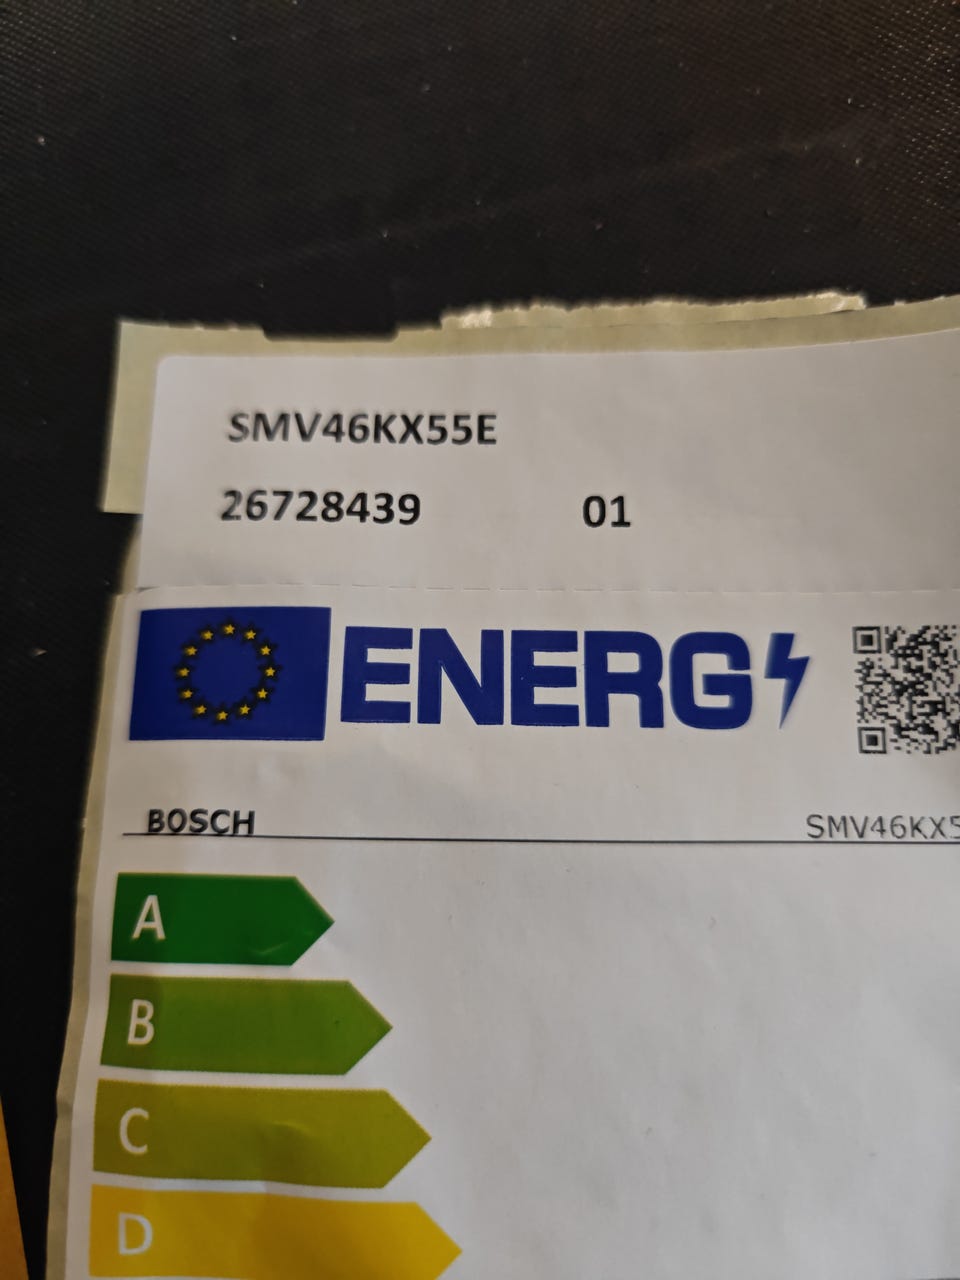 SMV46KX55E
26728439 01
ENERG
BOSCH SMV46KX5
A
B
C
D